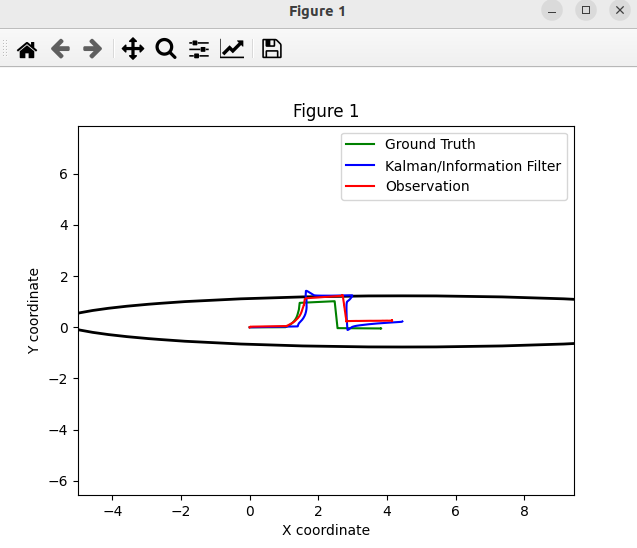 Figure 1
Figure 1
Ground Truth
Kalman/Information Filter
Observation
6
4
2
0
−2
−4
−6
Y coordinate
−4 −2 0 2 4 6 8
X coordinate